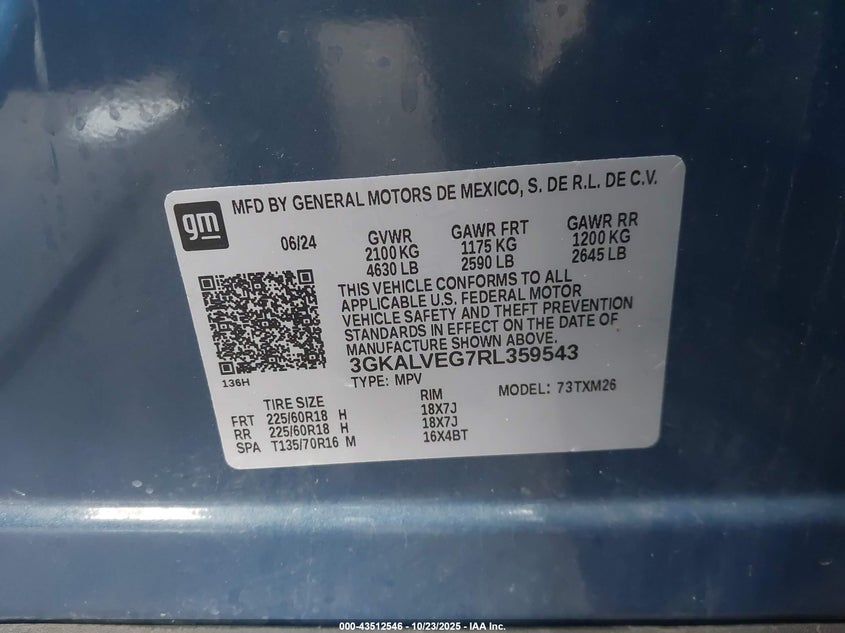 gm
MFD BY GENERAL MOTORS DE MEXICO, S. DE R.L. DE C.V.
06/24 GVWR GAWR FRT GAWR RR
2100 KG 1175 KG 1200 KG
4630 LB 2590 LB 2645 LB
THIS VEHICLE CONFORMS TO ALL
APPLICABLE U.S. FEDERAL MOTOR
VEHICLE SAFETY AND THEFT PREVENTION
STANDARDS IN EFFECT ON THE DATE OF
MANUFACTURE SHOWN ABOVE.
3GKALVEG7RL359543
136H
TYPE: MPV MODEL: 73TXM26
TIRE SIZE RIM
FRT 225/60R18 H 18X7J
RR 225/60R18 H 18X7J
SPA T135/70R16 M 16X4BT
000-43512546 - 10/23/2025 - IAA Inc.